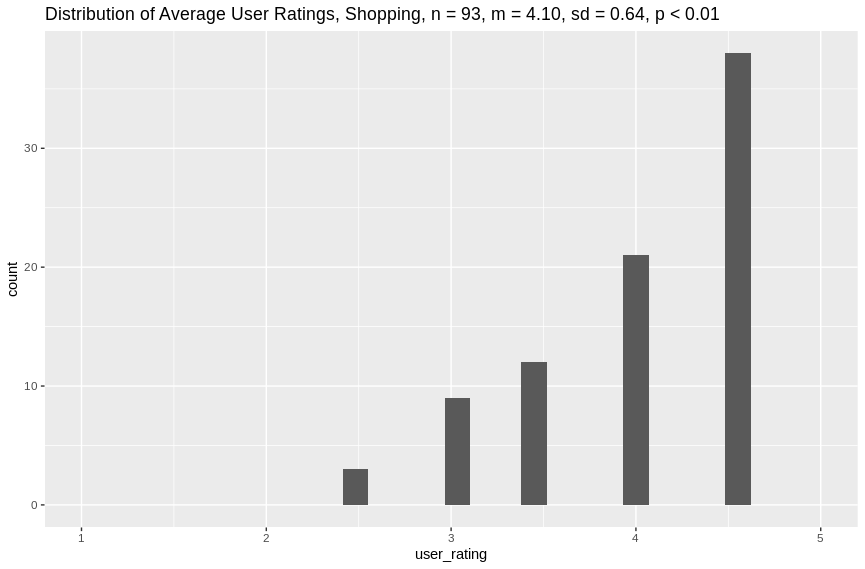 Distribution of Average User Ratings, Shopping, n = 93, m = 4.10, sd = 0.64, p < 0.01
30
20
10
0
count
1 2 3 4 5
user_rating